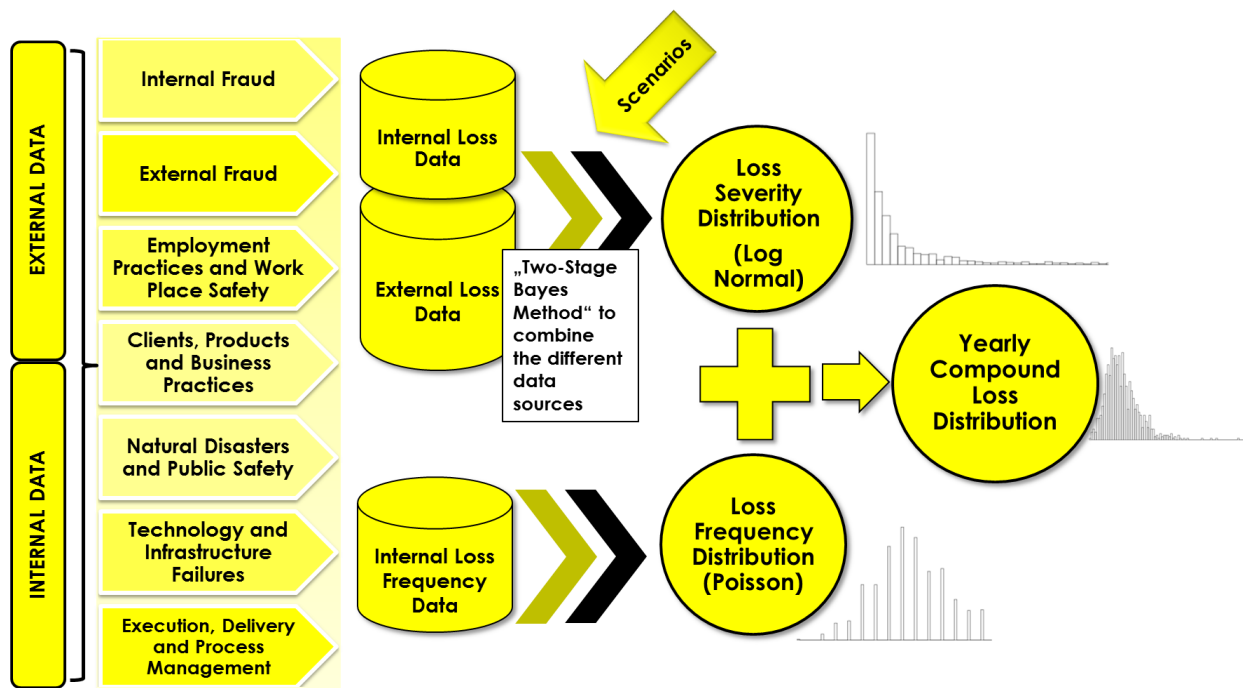 EXTERNAL DATA
INTERNAL DATA
Internal Fraud
External Fraud
Employment
Practices and Work
Place Safety
Clients, Products
and Business
Practices
Natural Disasters
and Public Safety
Technology and
Infrastructure
Failures
Execution, Delivery
and Process
Management
Internal Loss
Data
External Loss
Data
„Two-Stage
Bayes
Method“ to
combine
the different
data
sources
Internal Loss
Frequency
Data
Scenarios
Loss
Severity
Distribution
(Log
Normal)
Loss
Frequency
Distribution
(Poisson)
Yearly
Compound
Loss
Distribution